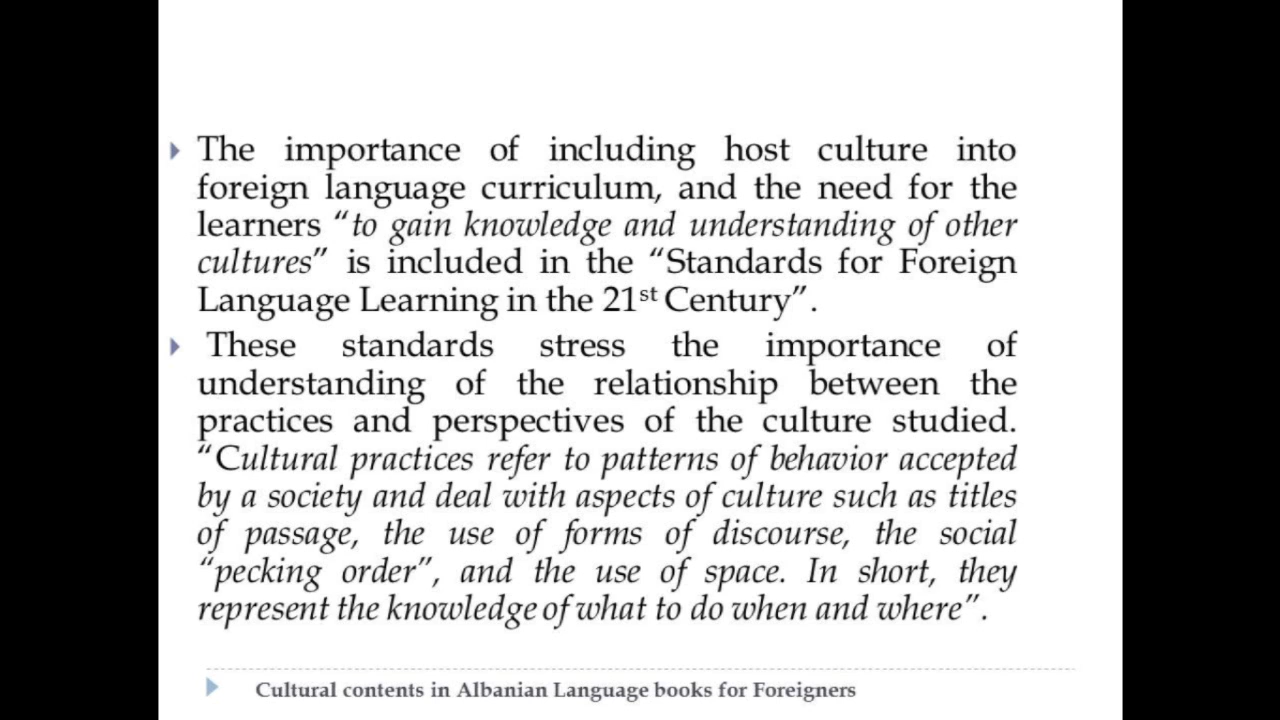 The importance of including host culture into
foreign language curriculum, and the need for the
learners “to gain knowledge and understanding of other
cultures” is included in the “Standards for Foreign
Language Learning in the 21st Century”.
These standards stress the importance of
understanding of the relationship between the
practices and perspectives of the culture studied.
“Cultural practices refer to patterns of behavior accepted
by a society and deal with aspects of culture such as titles
of passage, the use of forms of discourse, the social
“pecking order”, and the use of space. In short, they
represent the knowledge of what to do when and where”.
Cultural contents in Albanian Language books for Foreigners